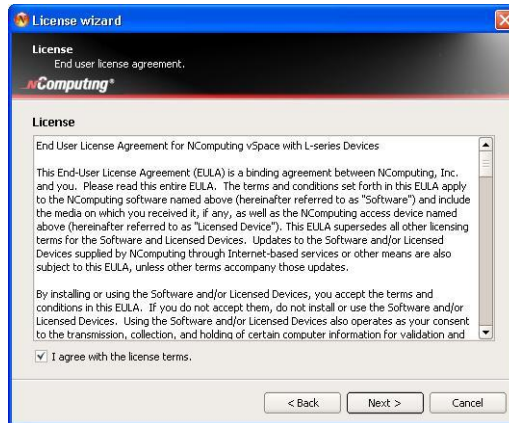 License wizard
License
End user license agreement.
NComputing®
License
End User License Agreement for NComputing vSpace with L-series Devices
This End-User License Agreement (EULA) is a binding agreement between NComputing, Inc.
and you. Please read this entire EULA. The terms and conditions set forth in this EULA apply
to the NComputing software named above (hereinafter referred to as "Software") and include
the media on which you received it, if any, as well as the NComputing access device named
above (hereinafter referred to as "Licensed Device"). This EULA supersedes all other licensing
terms for the Software and Licensed Devices. Updates to the Software and/or Licensed
Devices supplied by NComputing through Internet-based services or other means are also
subject to this EULA, unless other terms accompany those updates.
By installing or using the Software and/or Licensed Devices, you accept the terms and
conditions in this EULA. If you do not accept them, do not install or use the Software and/or
Licensed Devices. Using the Software and/or Licensed Devices also operates as your consent
to the transmission, collection, and holding of certain computer information for validation and
I agree with the license terms.
< Back Next > Cancel